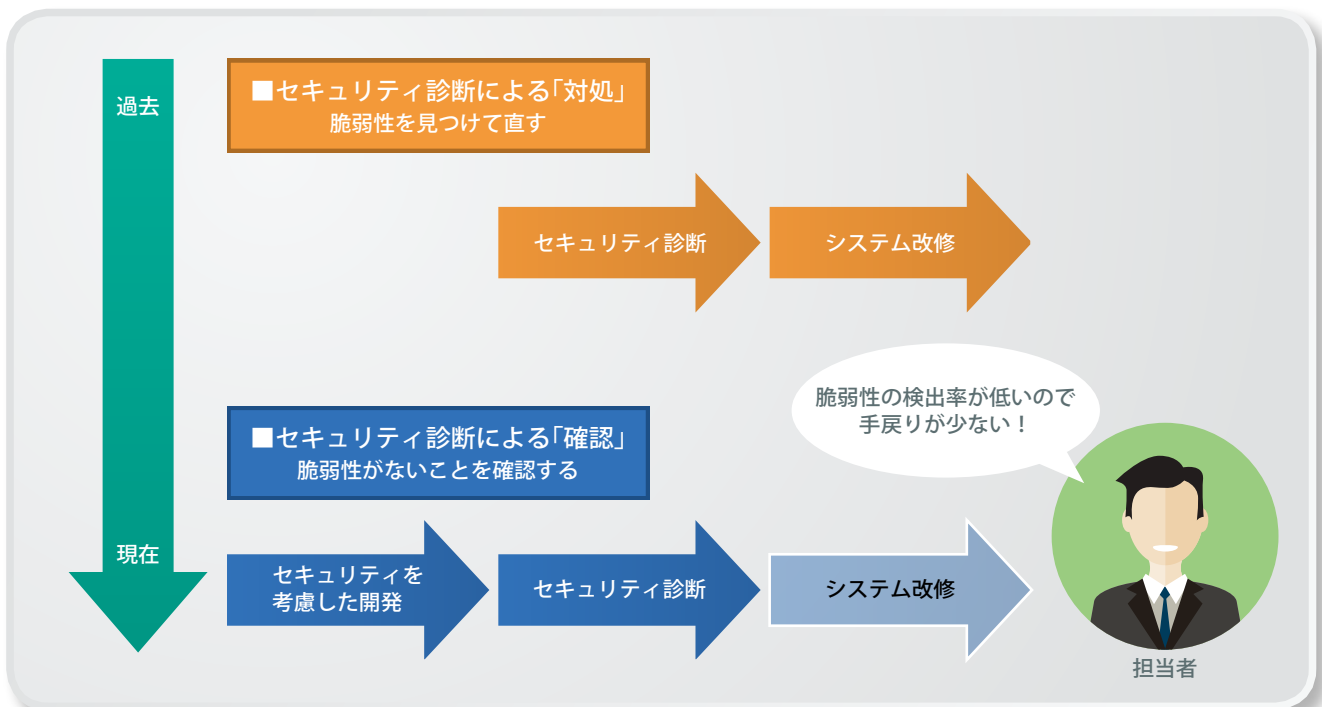 過去
■セキュリティ診断による「対処」
脆弱性を見つけて直す
セキュリティ診断
システム改修
脆弱性の検出率が低いので
手戻りが少ない！
■セキュリティ診断による「確認」
脆弱性がないことを確認する
現在
セキュリティを
考慮した開発
セキュリティ診断
システム改修
担当者